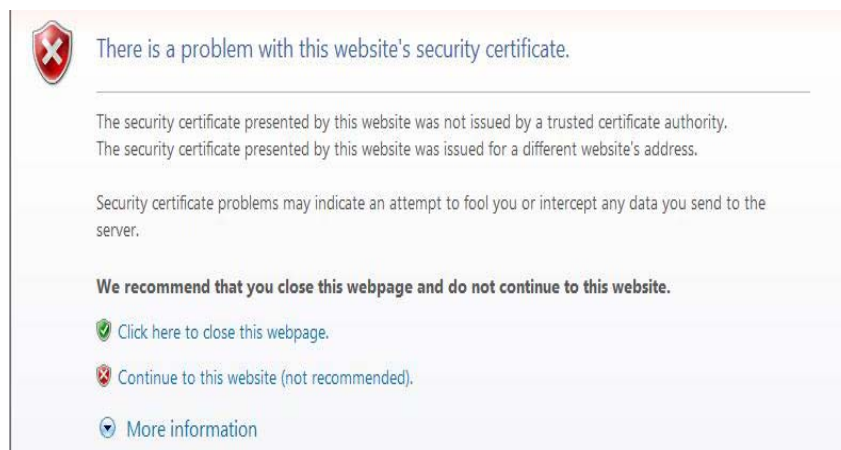 There is a problem with this website's security certificate.
The security certificate presented by this website was not issued by a trusted certificate authority.
The security certificate presented by this website was issued for a different website's address.
Security certificate problems may indicate an attempt to fool you or intercept any data you send to the
server.
We recommend that you close this webpage and do not continue to this website.
Click here to close this webpage.
Continue to this website (not recommended).
More information